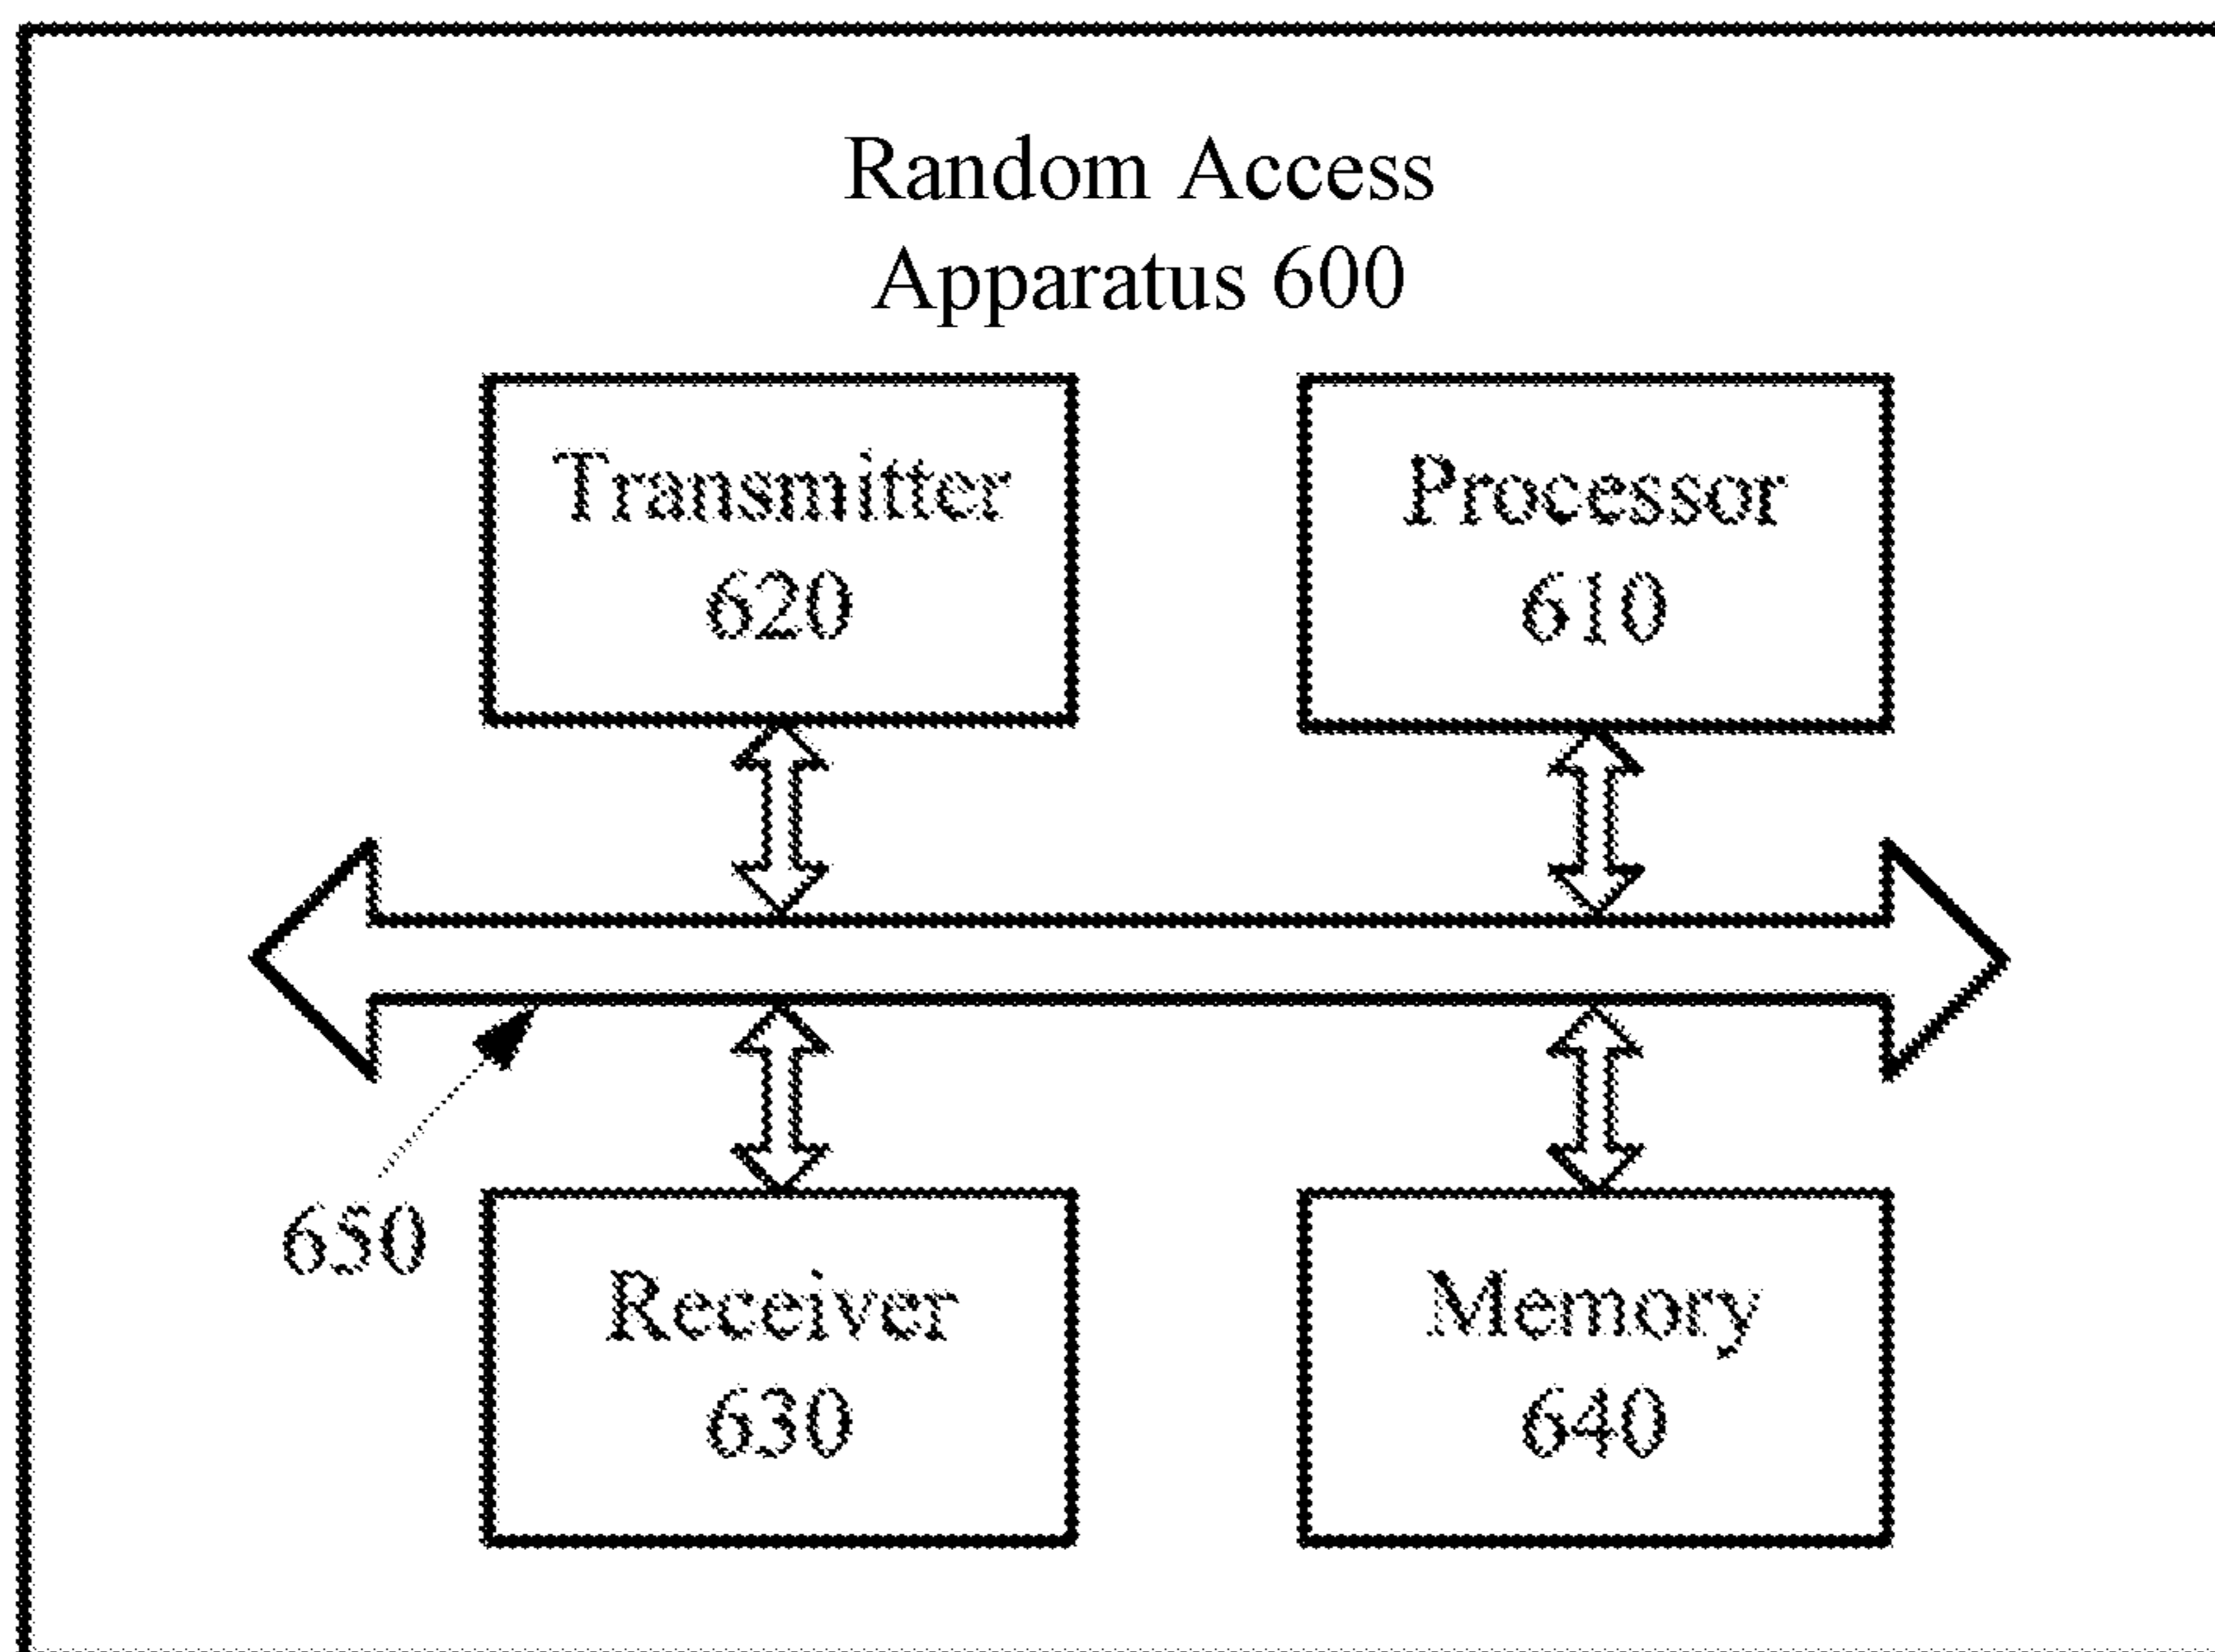 Random Access
Apparatus 600
Transmitter
620
Processor
610
650
Receiver
630
Memory
640